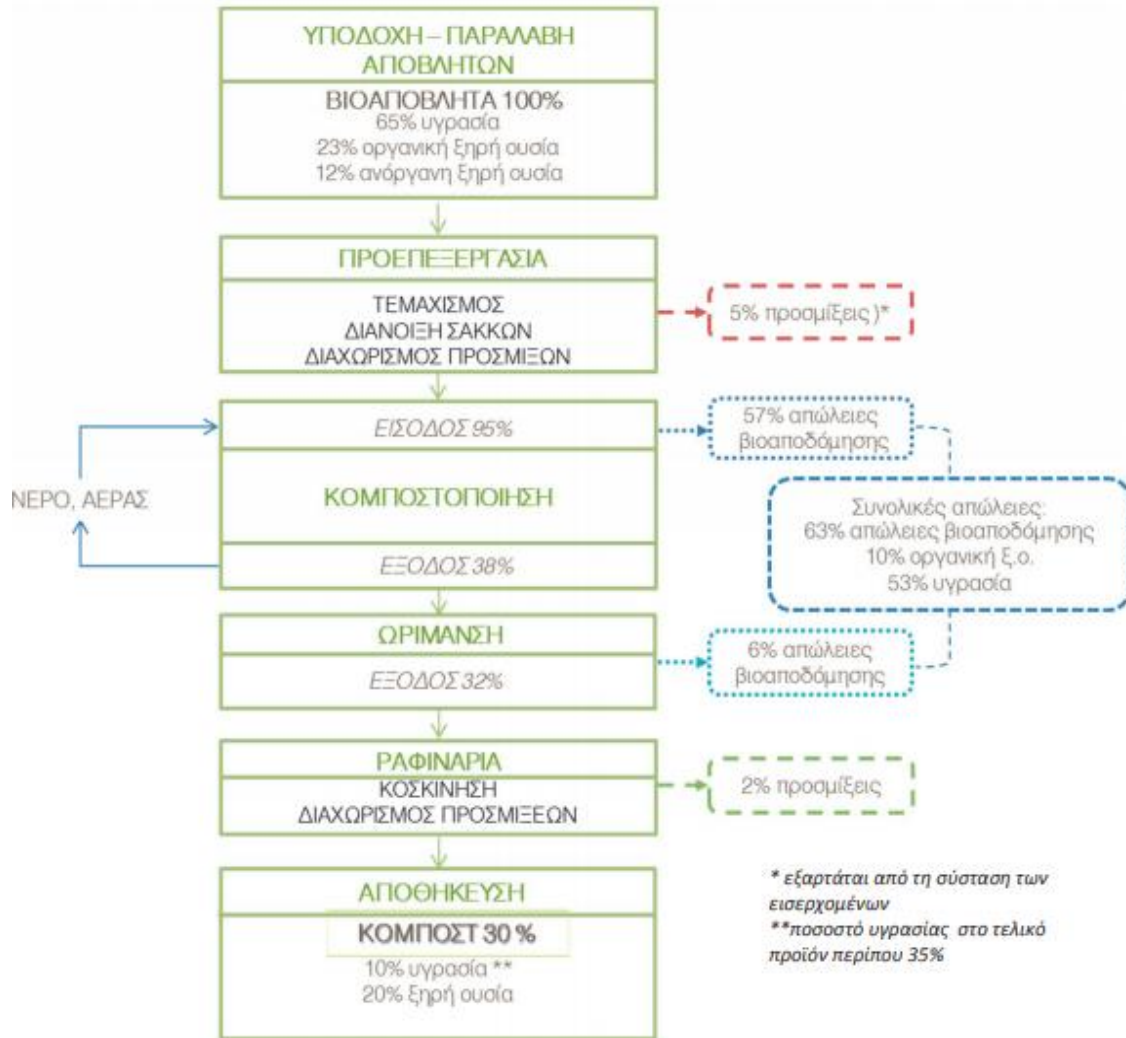 ΥΠΟΔΟΧΗ – ΠΑΡΑΛΑΒΗ
ΑΠΟΒΛΗΤΩΝ
ΒΙΟΑΠΟΒΛΗΤΑ 100%
65% υγρασία
23% οργανική ξηρή ουσία
12% ανόργανη ξηρή ουσία
ΠΡΟΕΠΕΞΕΡΓΑΣΙΑ
ΤΕΜΑΧΙΣΜΟΣ
ΔΙΑΝΟΙΞΗ ΣΑΚΚΩΝ
ΔΙΑΧΩΡΙΣΜΟΣ ΠΡΟΣΜΙΞΩΝ
5% προσμίξεις )*
ΕΙΣΟΔΟΣ 95%
57% απώλειες
βιοαποδόμησης
ΝΕΡΟ, ΑΕΡΑΣ
ΚΟΜΠΟΣΤΟΠΟΙΗΣΗ
Συνολικές απώλειες:
63% απώλειες βιοαποδόμησης
10% οργανική ξ.ο.
53% υγρασία
ΕΞΟΔΟΣ 38%
ΩΡΙΜΑΝΣΗ
ΕΞΟΔΟΣ 32%
6% απώλειες
βιοαποδόμησης
ΡΑΦΙΝΑΡΙΑ
ΚΟΣΚΙΝΗΣΗ
ΔΙΑΧΩΡΙΣΜΟΣ ΠΡΟΣΜΙΞΕΩΝ
2% προσμίξεις
ΑΠΟΘΗΚΕΥΣΗ
ΚΟΜΠΟΣΤ 30 %
10% υγρασία **
20% ξηρή ουσία
* εξαρτάται από τη σύσταση των
εισερχομένων
**ποσοστό υγρασίας στο τελικό
προϊόν περίπου 35%